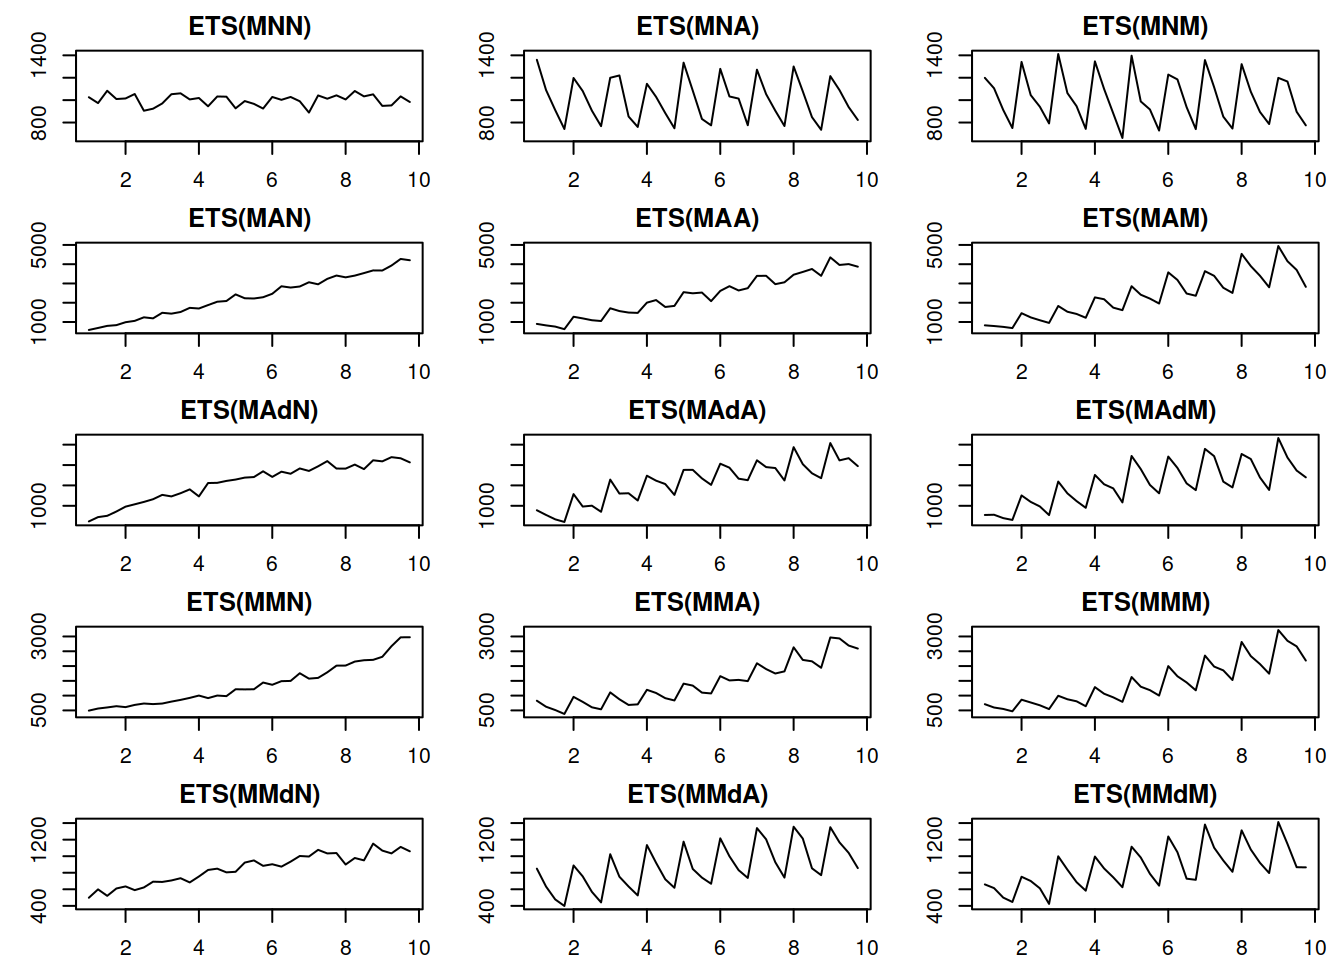 ETS(MNN) ETS(MNA) ETS(MNM)
1400 1400 1400
800 800 800
2 4 6 8 10 2 4 6 8 10 2 4 6 8 10
ETS(MAN) ETS(MAA) ETS(MAM)
5000 5000 5000
1000 1000 1000
2 4 6 8 10 2 4 6 8 10 2 4 6 8 10
ETS(MAdN) ETS(MAdA) ETS(MAdM)
1000 1000 1000
2 4 6 8 10 2 4 6 8 10 2 4 6 8 10
ETS(MMN) ETS(MMA) ETS(MMM)
3000 3000 3000
500 500 500
2 4 6 8 10 2 4 6 8 10 2 4 6 8 10
ETS(MMdN) ETS(MMdA) ETS(MMdM)
1200 1200 1200
400 400 400
2 4 6 8 10 2 4 6 8 10 2 4 6 8 10